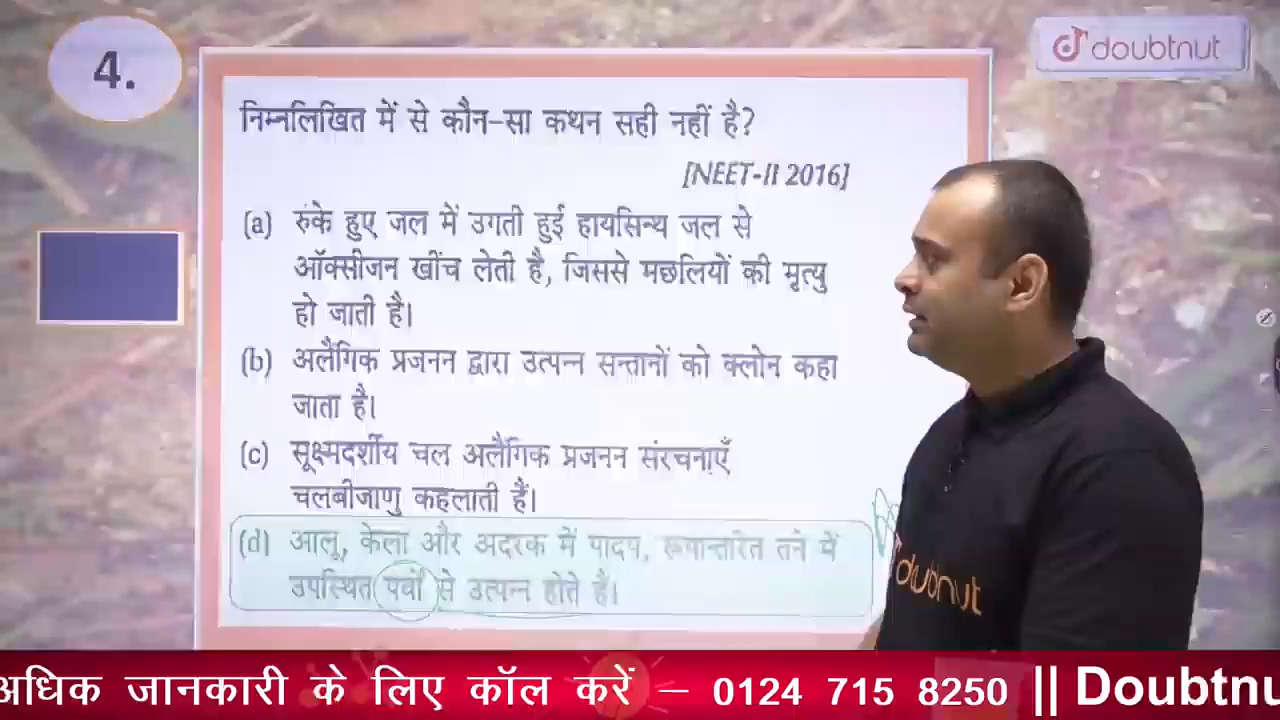 4.
doubtnut
निम्नलिखित में से कौन-सा कथन सही नहीं है?
[NEET-II 2016]
(a) रुके हुए जल में उगती हुई हायसिन्थ जल से
ऑक्सीजन खींच लेती है, जिससे मछलियों की मृत्यु
हो जाती है।
(b) अलैंगिक प्रजनन द्वारा उत्पन्न सन्तानों को क्लोन कहा
जाता है।
(c) सूक्ष्मदर्शीय चल अलैंगिक प्रजनन संरचनाएँ
चलबीजाणु कहलाती हैं।
(d) आलू, केला और अदरक में पादप, रूपान्तरित तने में
उपस्थित पर्वों से उत्पन्न होते हैं।
doubtnut
अधिक जानकारी के लिए कॉल करें – 0124 715 8250 || Doubtnu